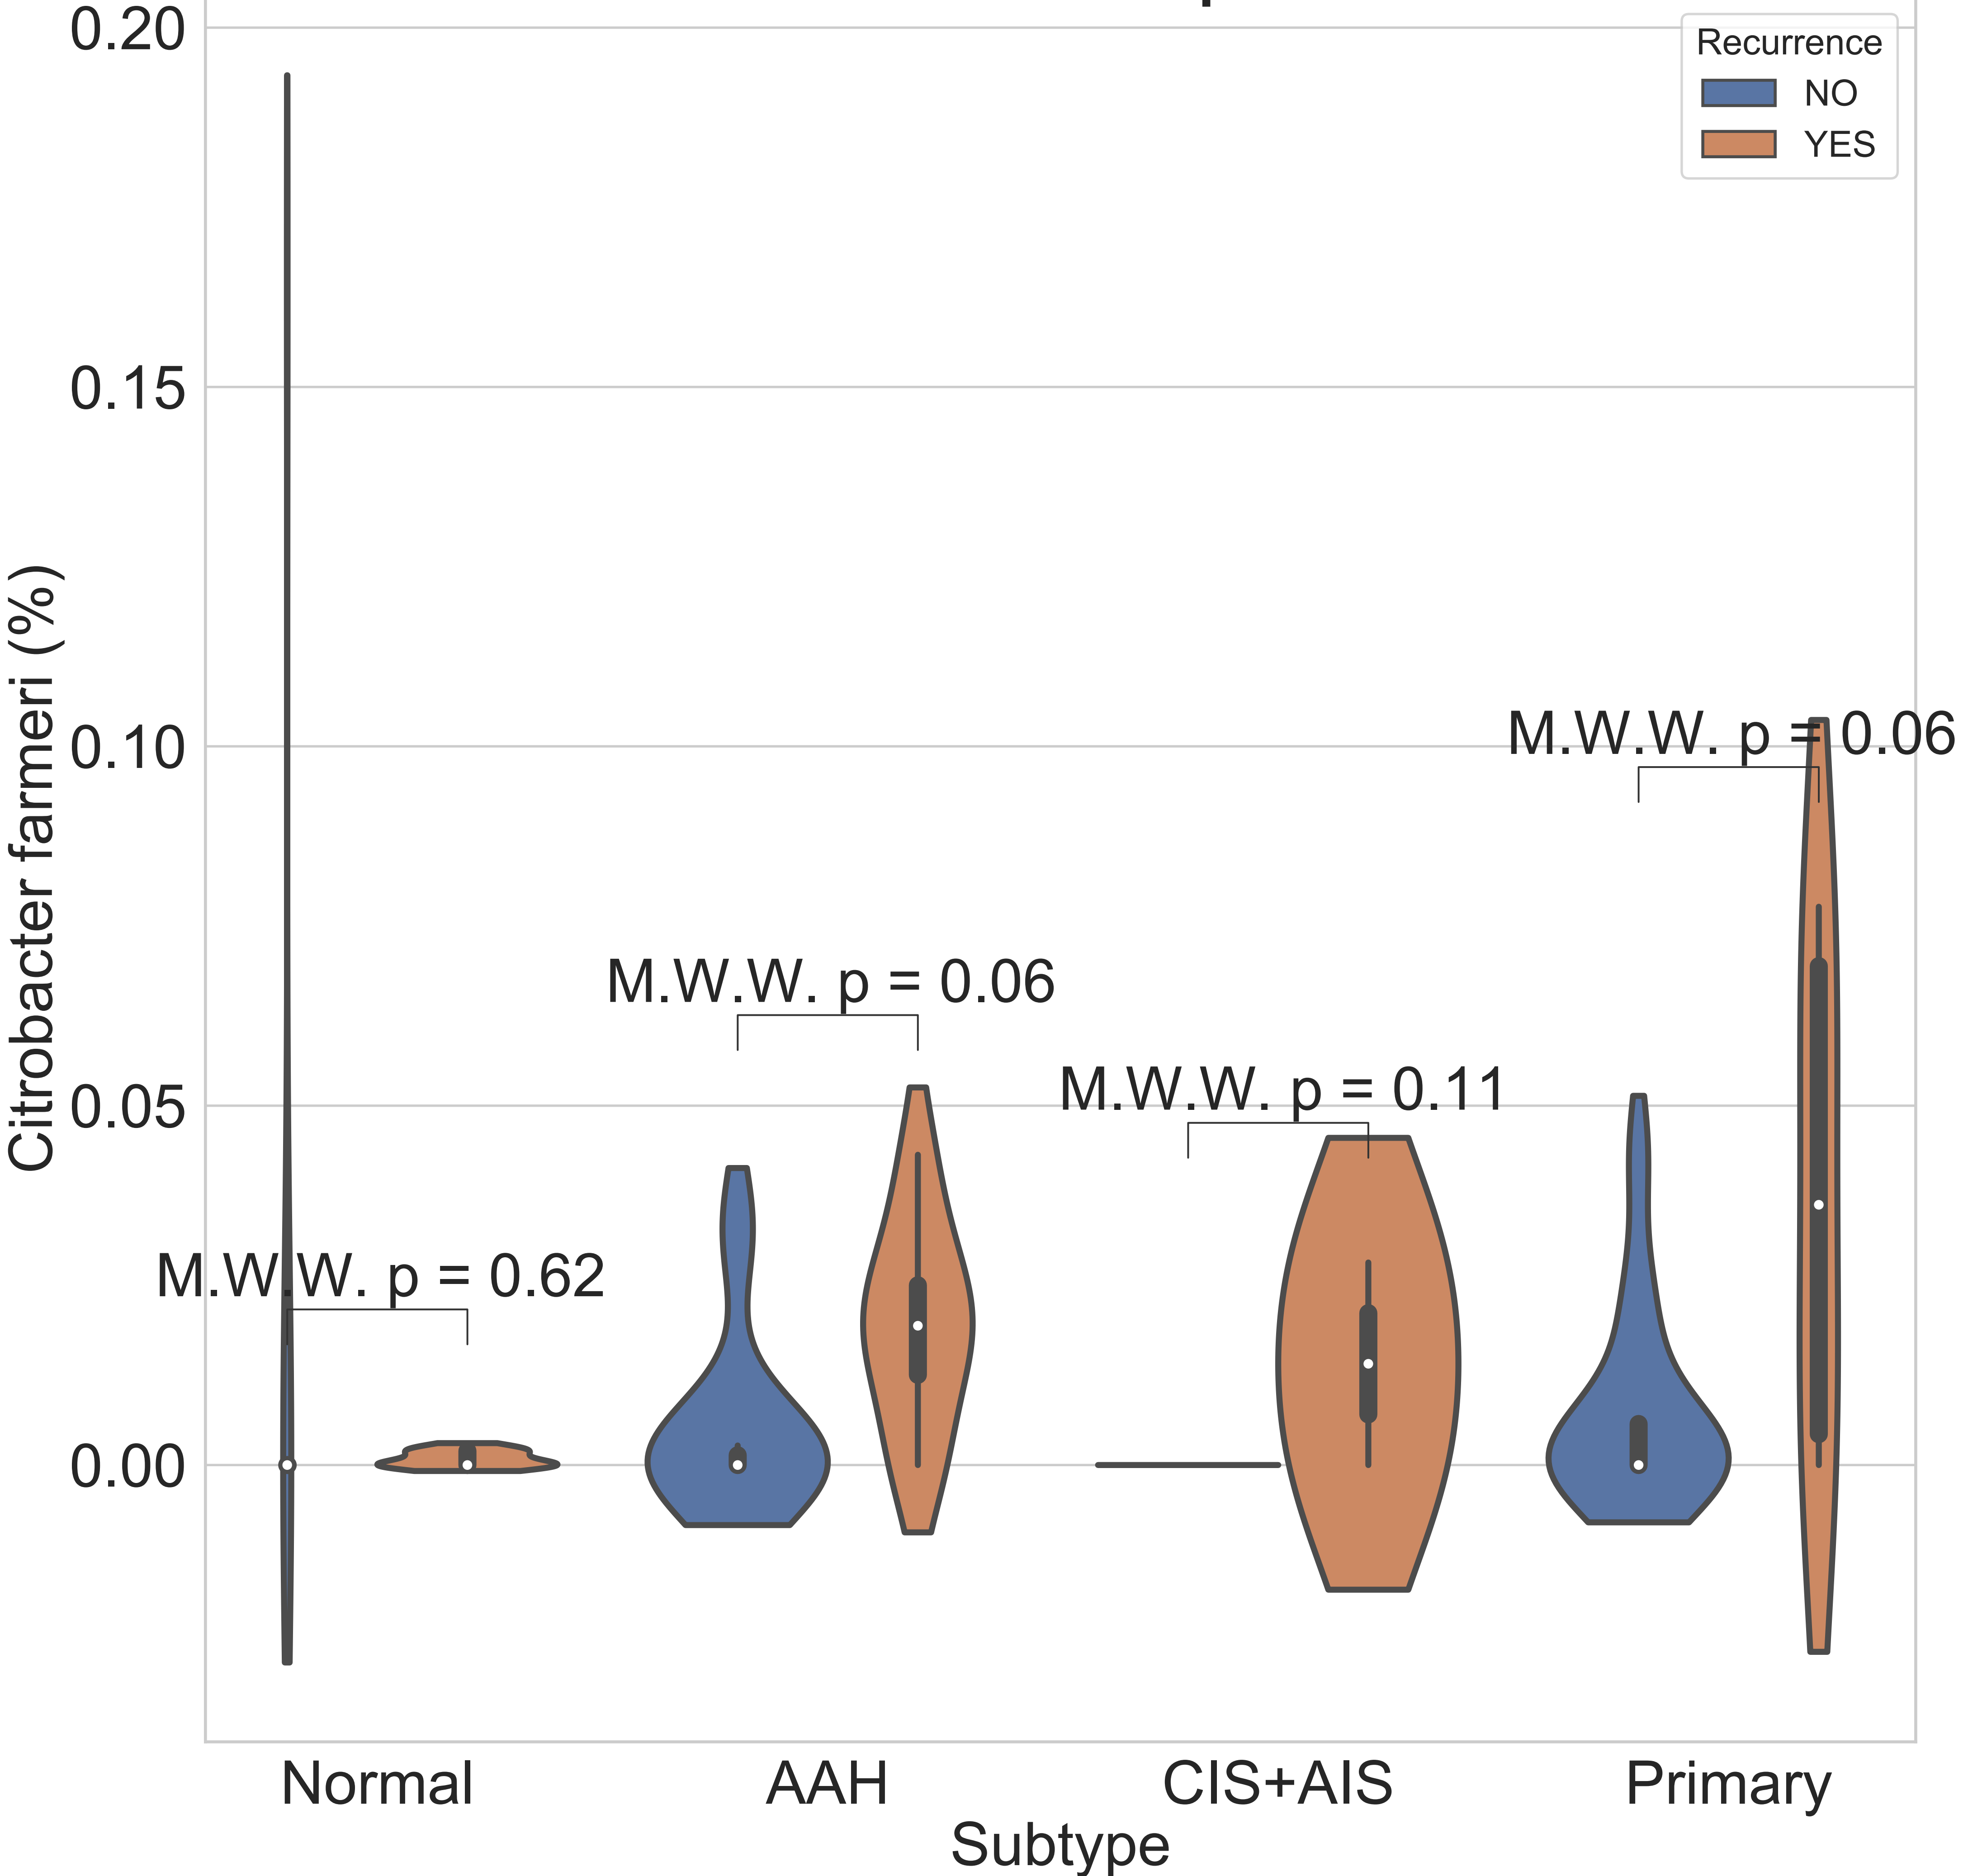 0.20
0.15
0.10
0.05
0.00
Citrobacter farmeri (%)
Recurrence
NO
YES
M.W.W. p = 0.06
M.W.W. p = 0.06
M.W.W. p = 0.11
M.W.W. p = 0.62
Normal
AAH
CIS+AIS
Primary
Subtype